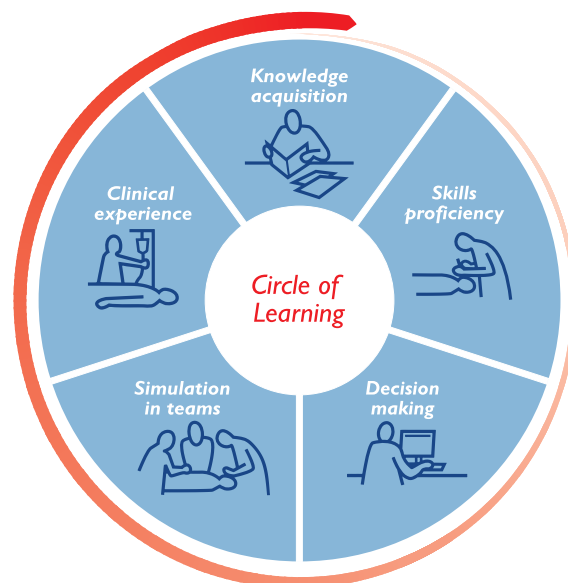 Knowledge
acquisition
Skills
proficiency
Decision
making
Simulation
in teams
Clinical
experience
Circle of
Learning